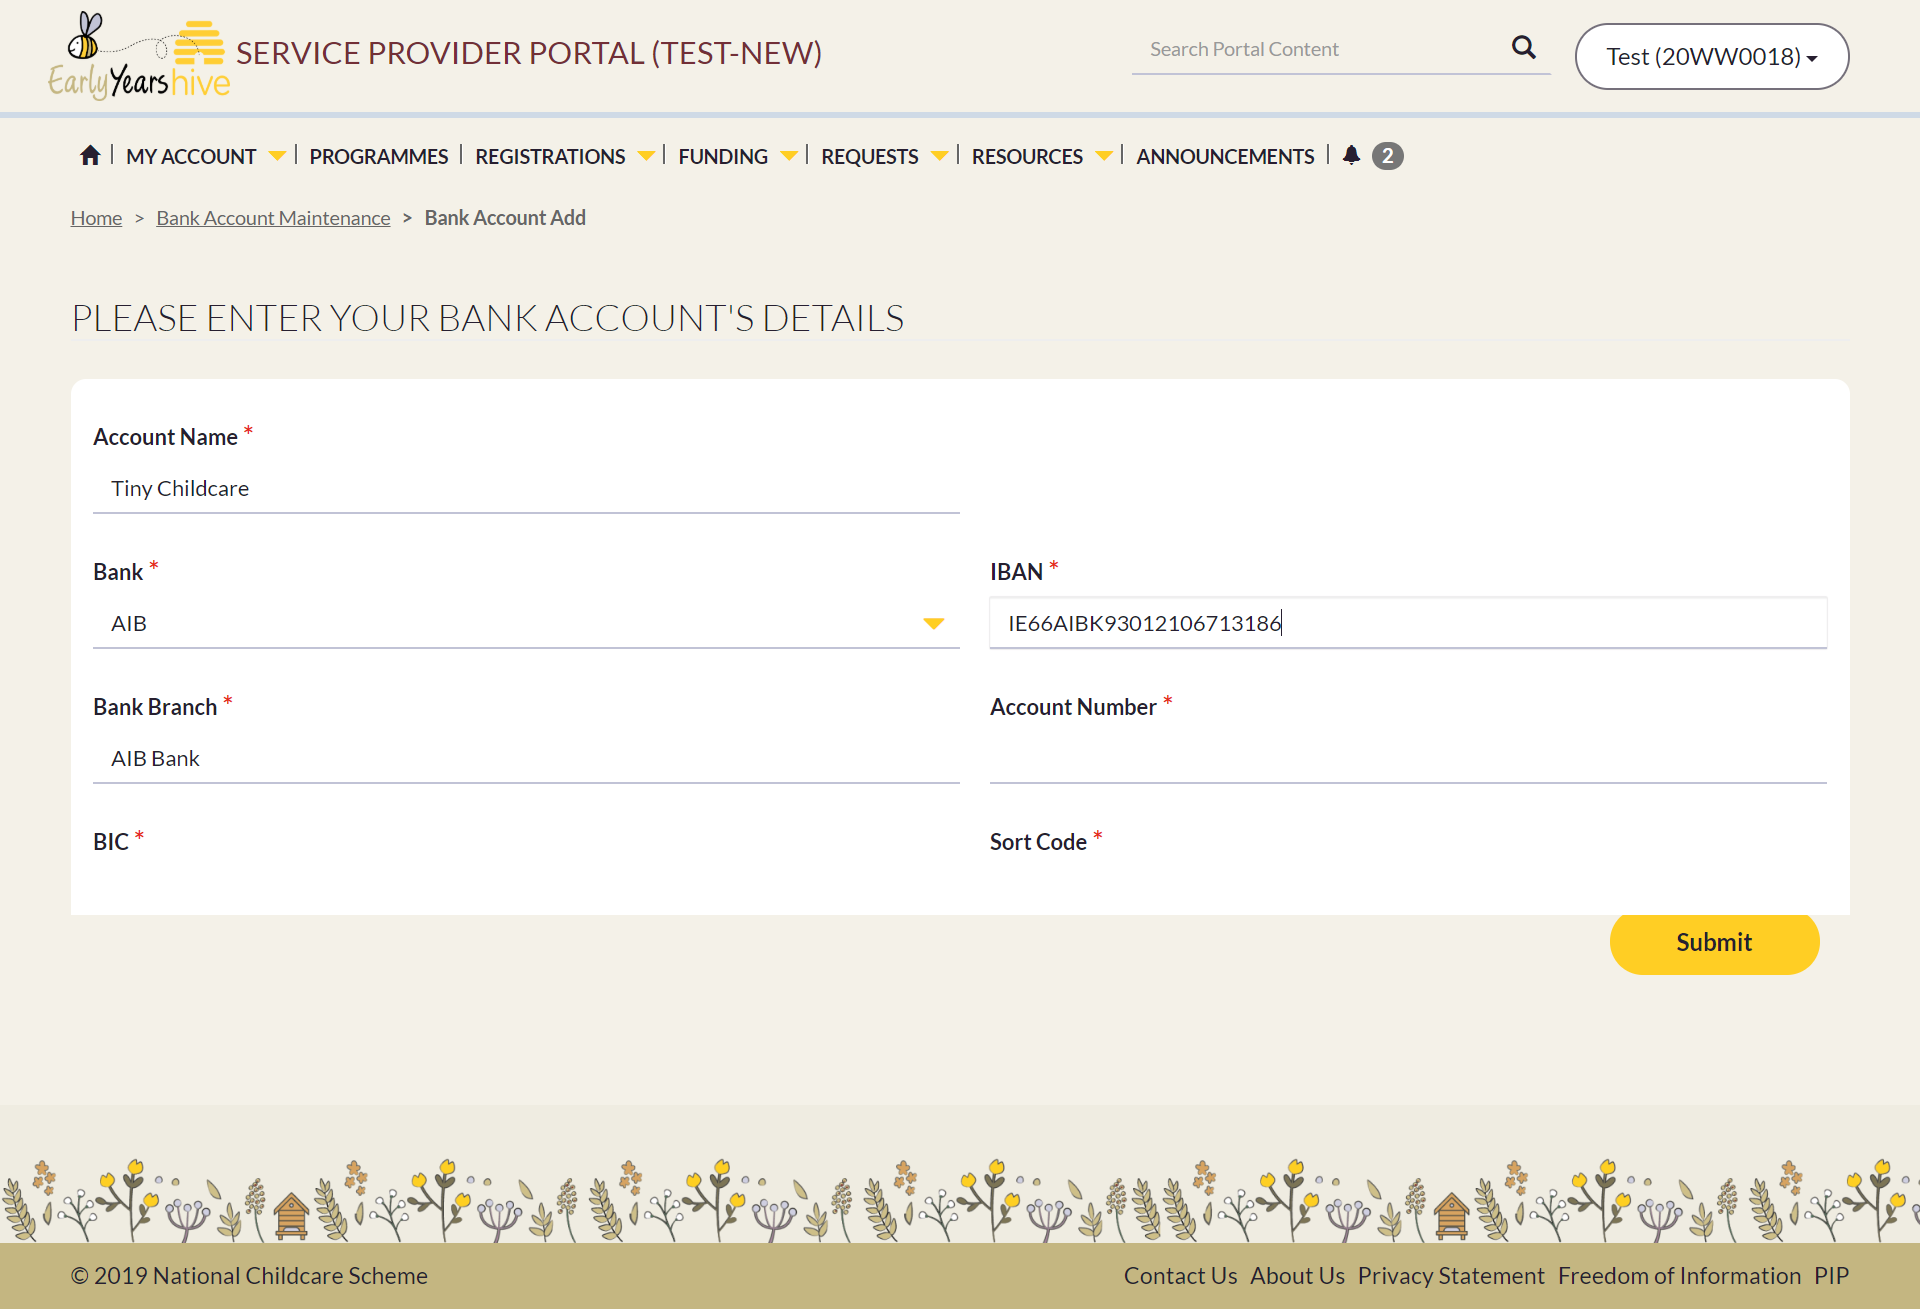 Early Years hive
SERVICE PROVIDER PORTAL (TEST-NEW)
Search Portal Content
Test (20WW0018)
MY ACCOUNT | PROGRAMMES | REGISTRATIONS | FUNDING | REQUESTS | RESOURCES | ANNOUNCEMENTS | 2
Home > Bank Account Maintenance > Bank Account Add
PLEASE ENTER YOUR BANK ACCOUNT'S DETAILS
Account Name *
Tiny Childcare
Bank *
IBAN *
AIB
IE66AIBK93012106713186
Bank Branch *
Account Number *
AIB Bank
BIC *
Sort Code *
Submit
© 2019 National Childcare Scheme
Contact Us About Us Privacy Statement Freedom of Information PIP